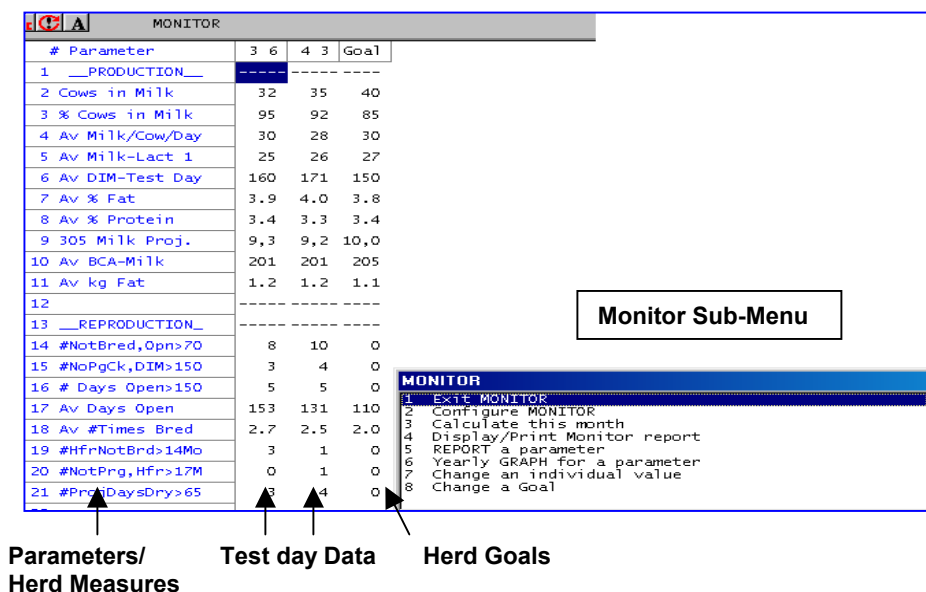 A MONITOR
# Parameter 3 6 4 3 Goal
1 __PRODUCTION__ ----- ----- ----
2 Cows in Milk 32 35 40
3 % Cows in Milk 95 92 85
4 Av Milk/Cow/Day 30 28 30
5 Av Milk-Lact 1 25 26 27
6 Av DIM-Test Day 160 171 150
7 Av % Fat 3.9 4.0 3.8
8 Av % Protein 3.4 3.3 3.4
9 305 Milk Proj. 9,3 9,2 10,0
10 Av BCA-Milk 201 201 205
11 Av kg Fat 1.2 1.2 1.1
12 ----- ----- ----
13 __REPRODUCTION_ ----- ----- ----
14 #NotBred,Opn>70 8 10 0
15 #NoPgCk,DIM>150 3 4 0
16 # Days Open>150 5 5 0
17 Av Days Open 153 131 110
18 Av #Times Bred 2.7 2.5 2.0
19 #HfrNotBrd>14Mo 3 1 0
20 #NotPrg,Hfr>17M 0 1 0
21 #ProjDaysDry>65 3 4 0
Monitor Sub-Menu
MONITOR
1 Exit MONITOR
2 Configure MONITOR
3 Calculate this month
4 Display/Print Monitor report
5 REPORT a parameter
6 Yearly GRAPH for a parameter
7 Change an individual value
8 Change a Goal
Parameters/
Herd Measures
Test day Data
Herd Goals